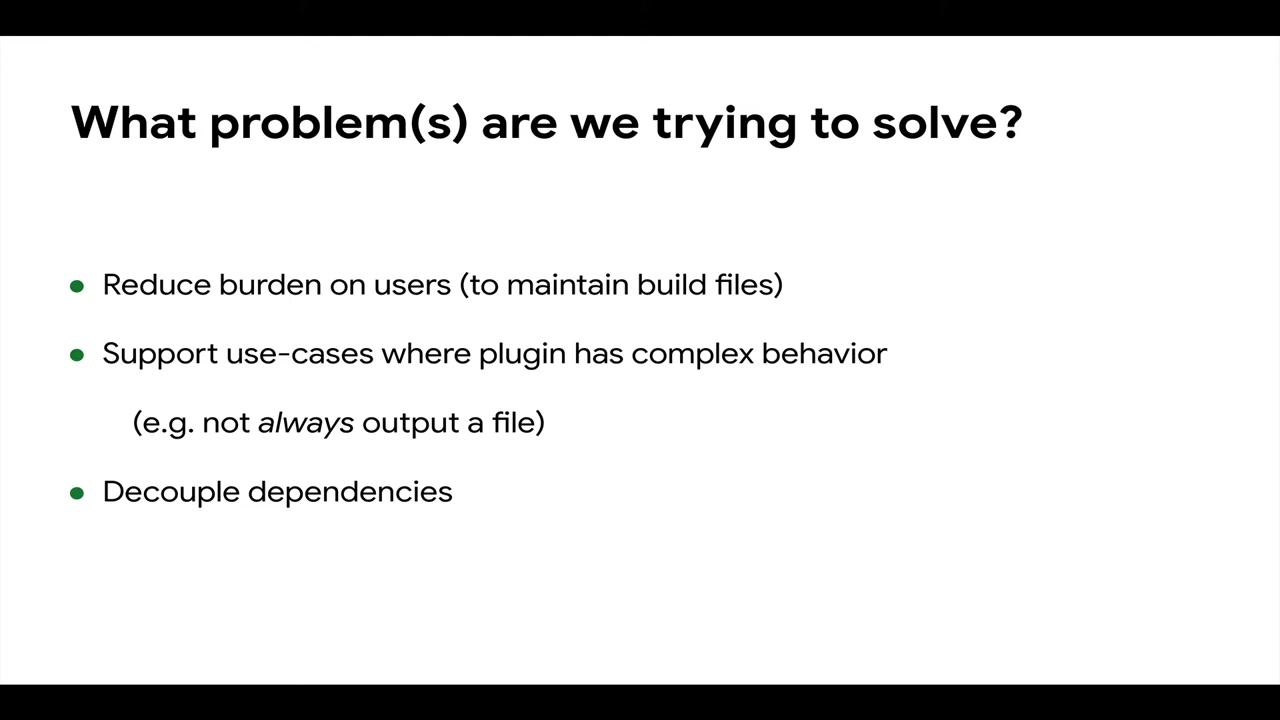 What problem(s) are we trying to solve?
● Reduce burden on users (to maintain build files)
● Support use-cases where plugin has complex behavior
(e.g. not always output a file)
● Decouple dependencies